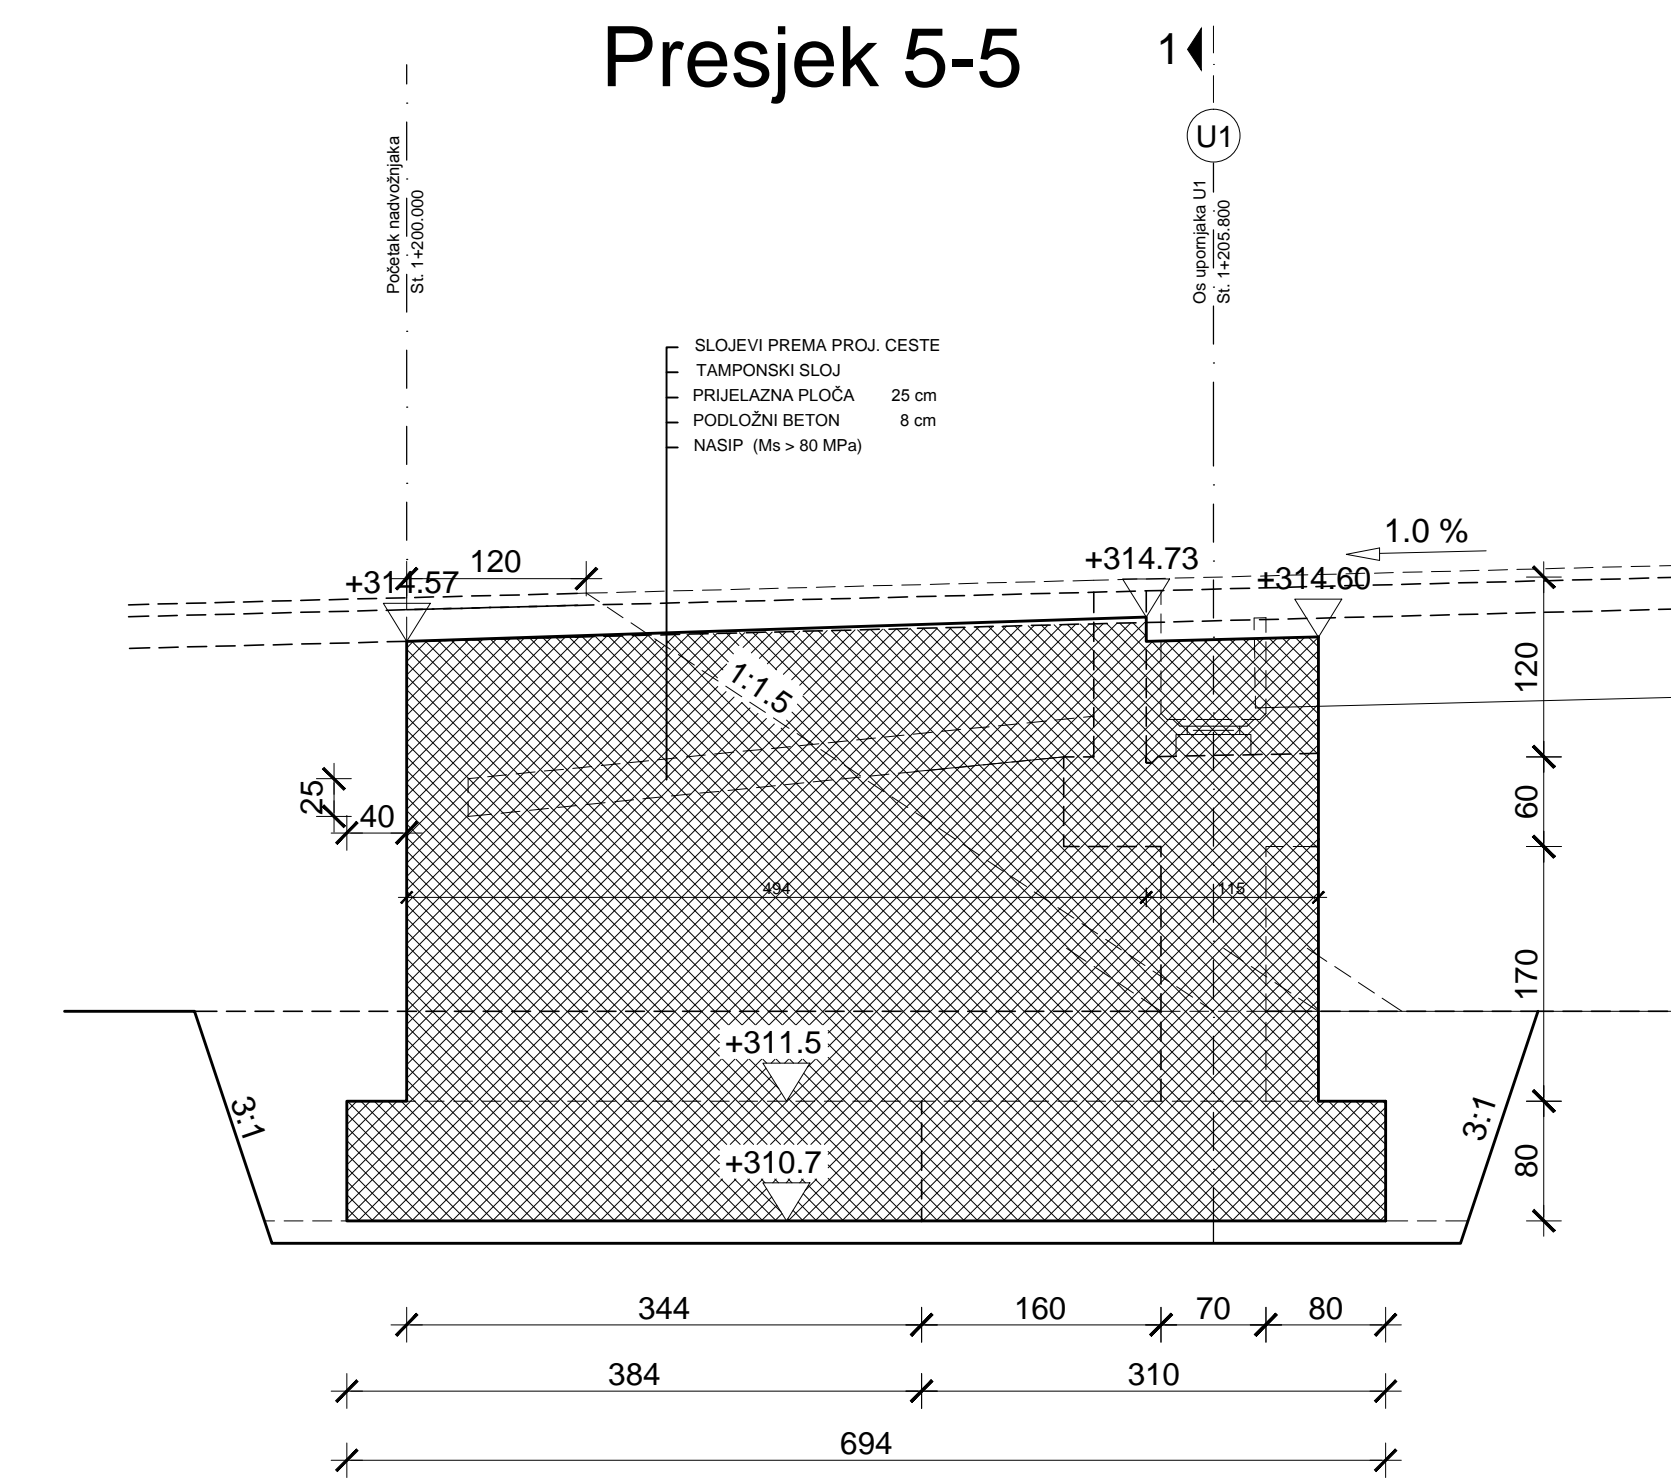 Presjek 5-5
1
U1
Početak nadvožnjaka
St. 1+200.000
Os upornjaka U1
St. 1+205.800
SLOJEVI PREMA PROJ. CESTE
TAMPONSKI SLOJ
PRIJELAZNA PLOČA 25 cm
PODLOŽNI BETON 8 cm
NASIP (Ms > 80 MPa)
1.0 %
120
+314.57
+314.73
+314.60
1:1.5
120
25
40
60
494
115
170
+311.5
3:1
3:1
+310.7
80
344
160
70
80
384
310
694